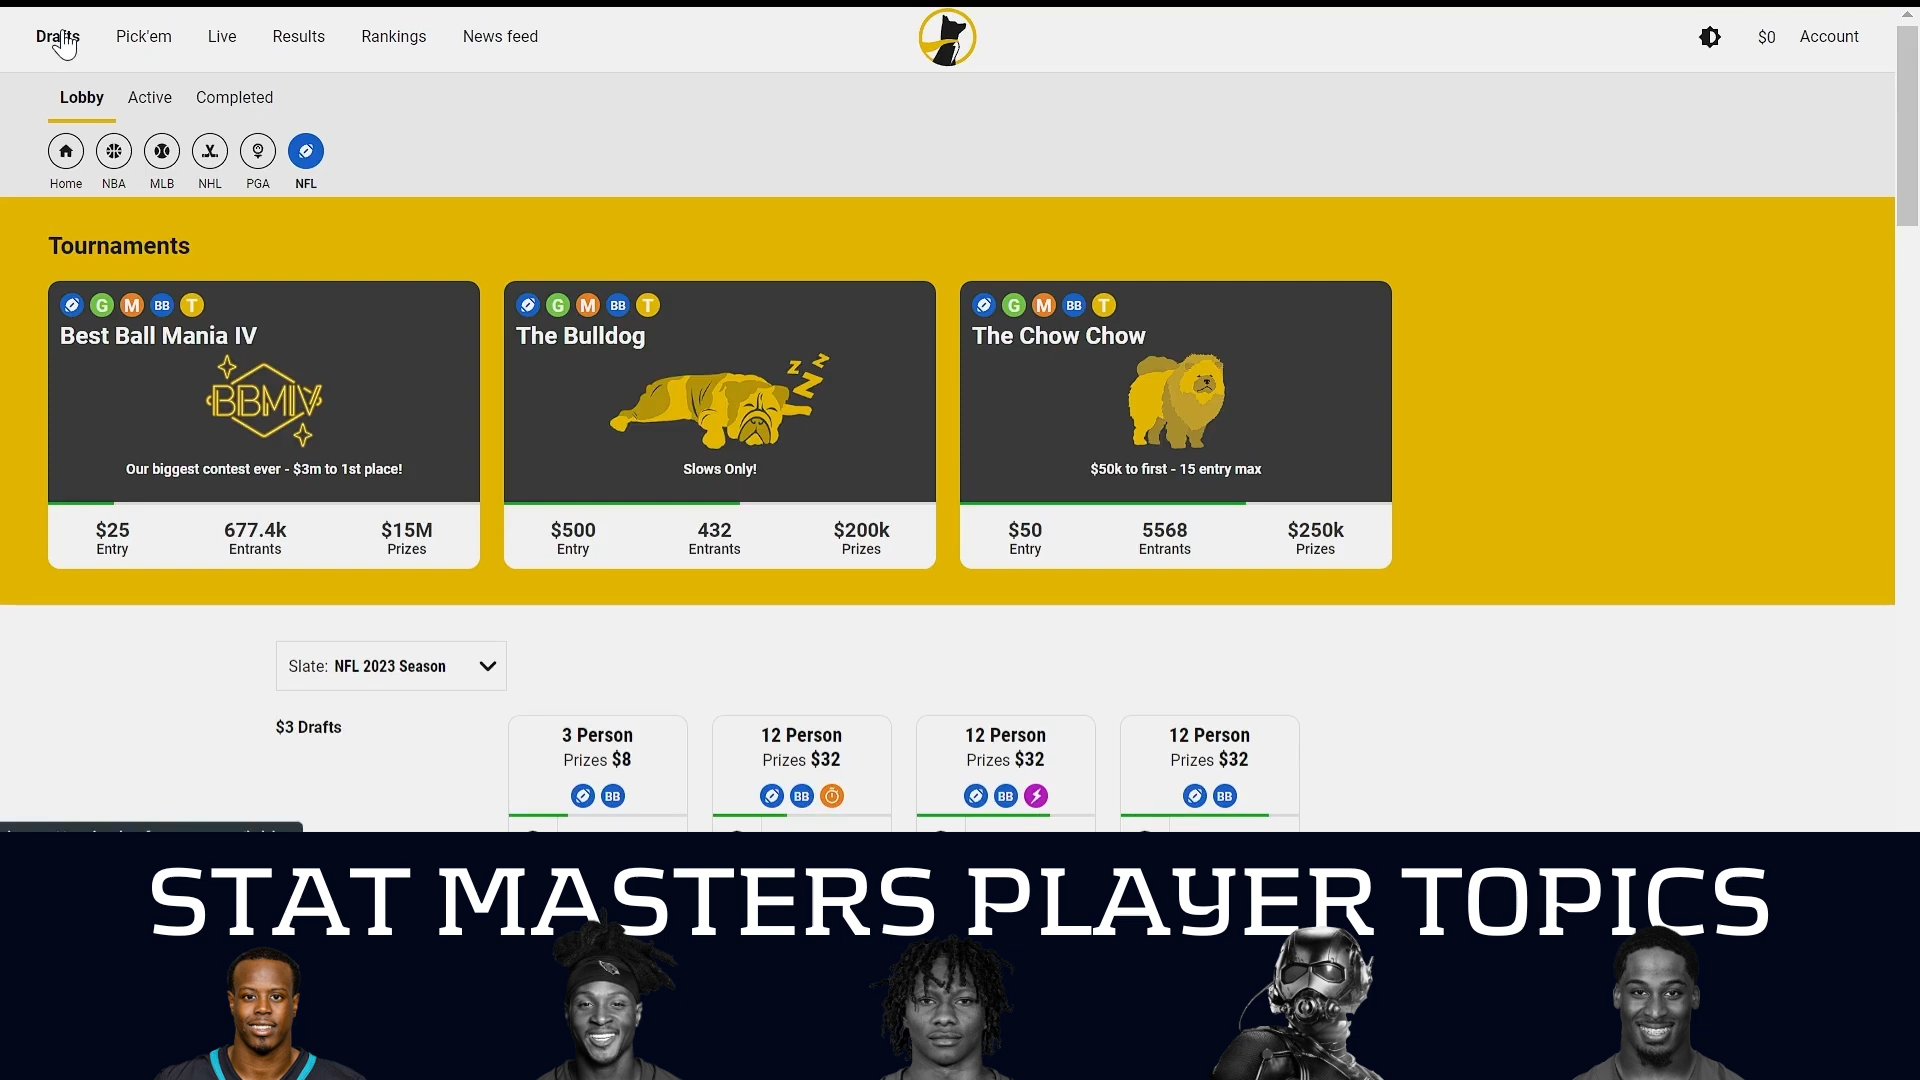 Drafts Pick'em Live Results Rankings News feed $0 Account
Lobby Active Completed
Home NBA MLB NHL PGA NFL
Tournaments
G M BB T
Best Ball Mania IV
BBMIV
Our biggest contest ever - $3m to 1st place!
$25 677.4k $15M
Entry Entrants Prizes
G M BB T
The Bulldog
z z z
Slows Only!
$500 432 $200k
Entry Entrants Prizes
G M BB T
The Chow Chow
$50k to first - 15 entry max
$50 5568 $250k
Entry Entrants Prizes
Slate: NFL 2023 Season
$3 Drafts
3 Person
Prizes $8
BB
12 Person
Prizes $32
BB
12 Person
Prizes $32
BB
12 Person
Prizes $32
BB
STAT MASTERS PLAYER TOPICS